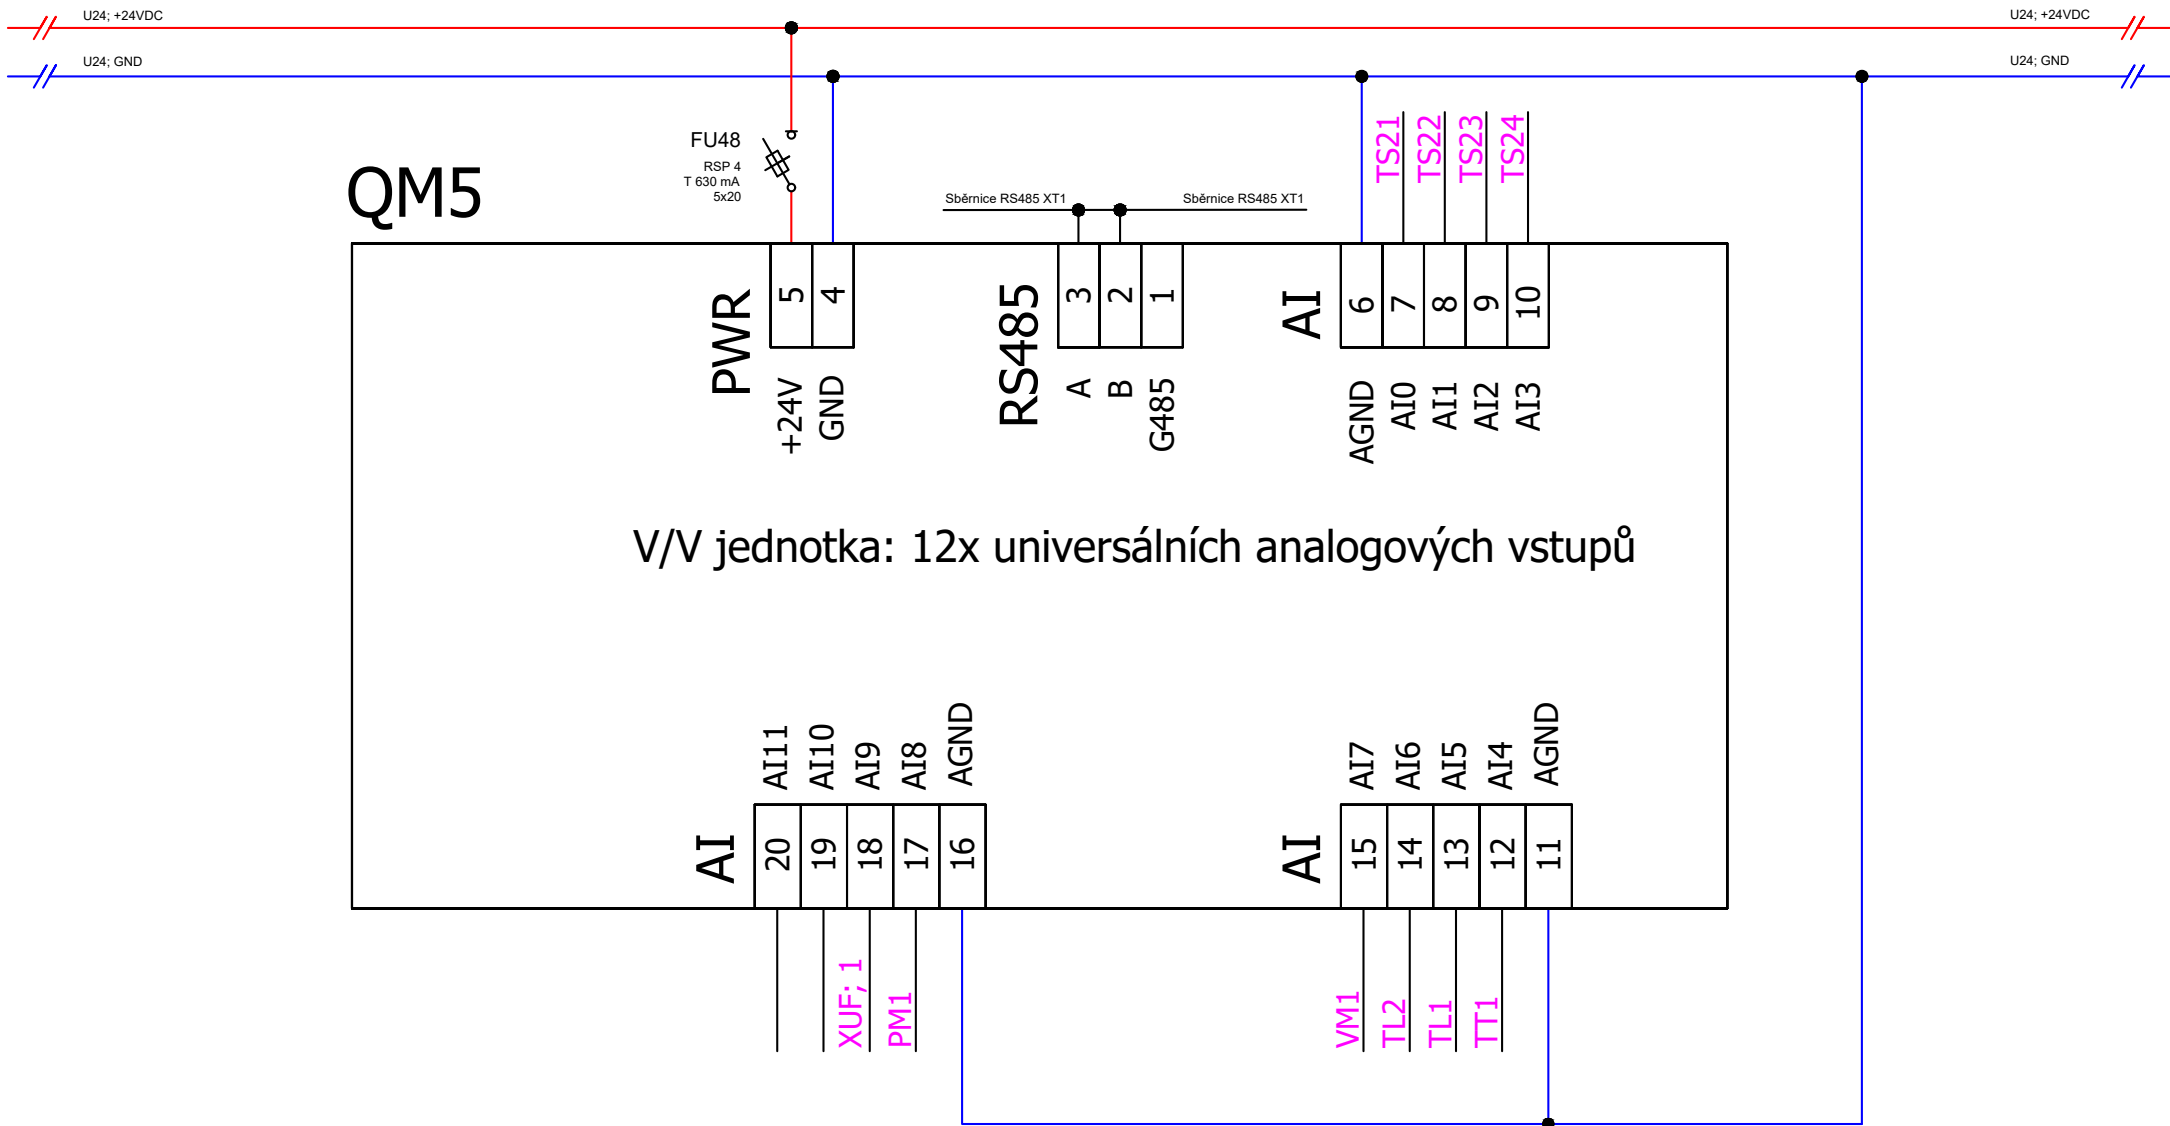 U24; +24VDC
U24; +24VDC
U24; GND
U24; GND
FU48
RSP 4
T 630 mA
5x20
QM5
Sběrnice RS485 XT1
Sběrnice RS485 XT1
TS21
TS22
TS23
TS24
PWR
5
4
+24V
GND
RS485
3
2
1
A
B
G485
AI
6
7
8
9
10
AGND
AI0
AI1
AI2
AI3
V/V jednotka: 12x universálních analogových vstupů
AI11
AI10
AI9
AI8
AGND
AI
20
19
18
17
16
XUF; 1
PM1
AI7
AI6
AI5
AI4
AGND
AI
15
14
13
12
11
VM1
TL2
TL1
TT1